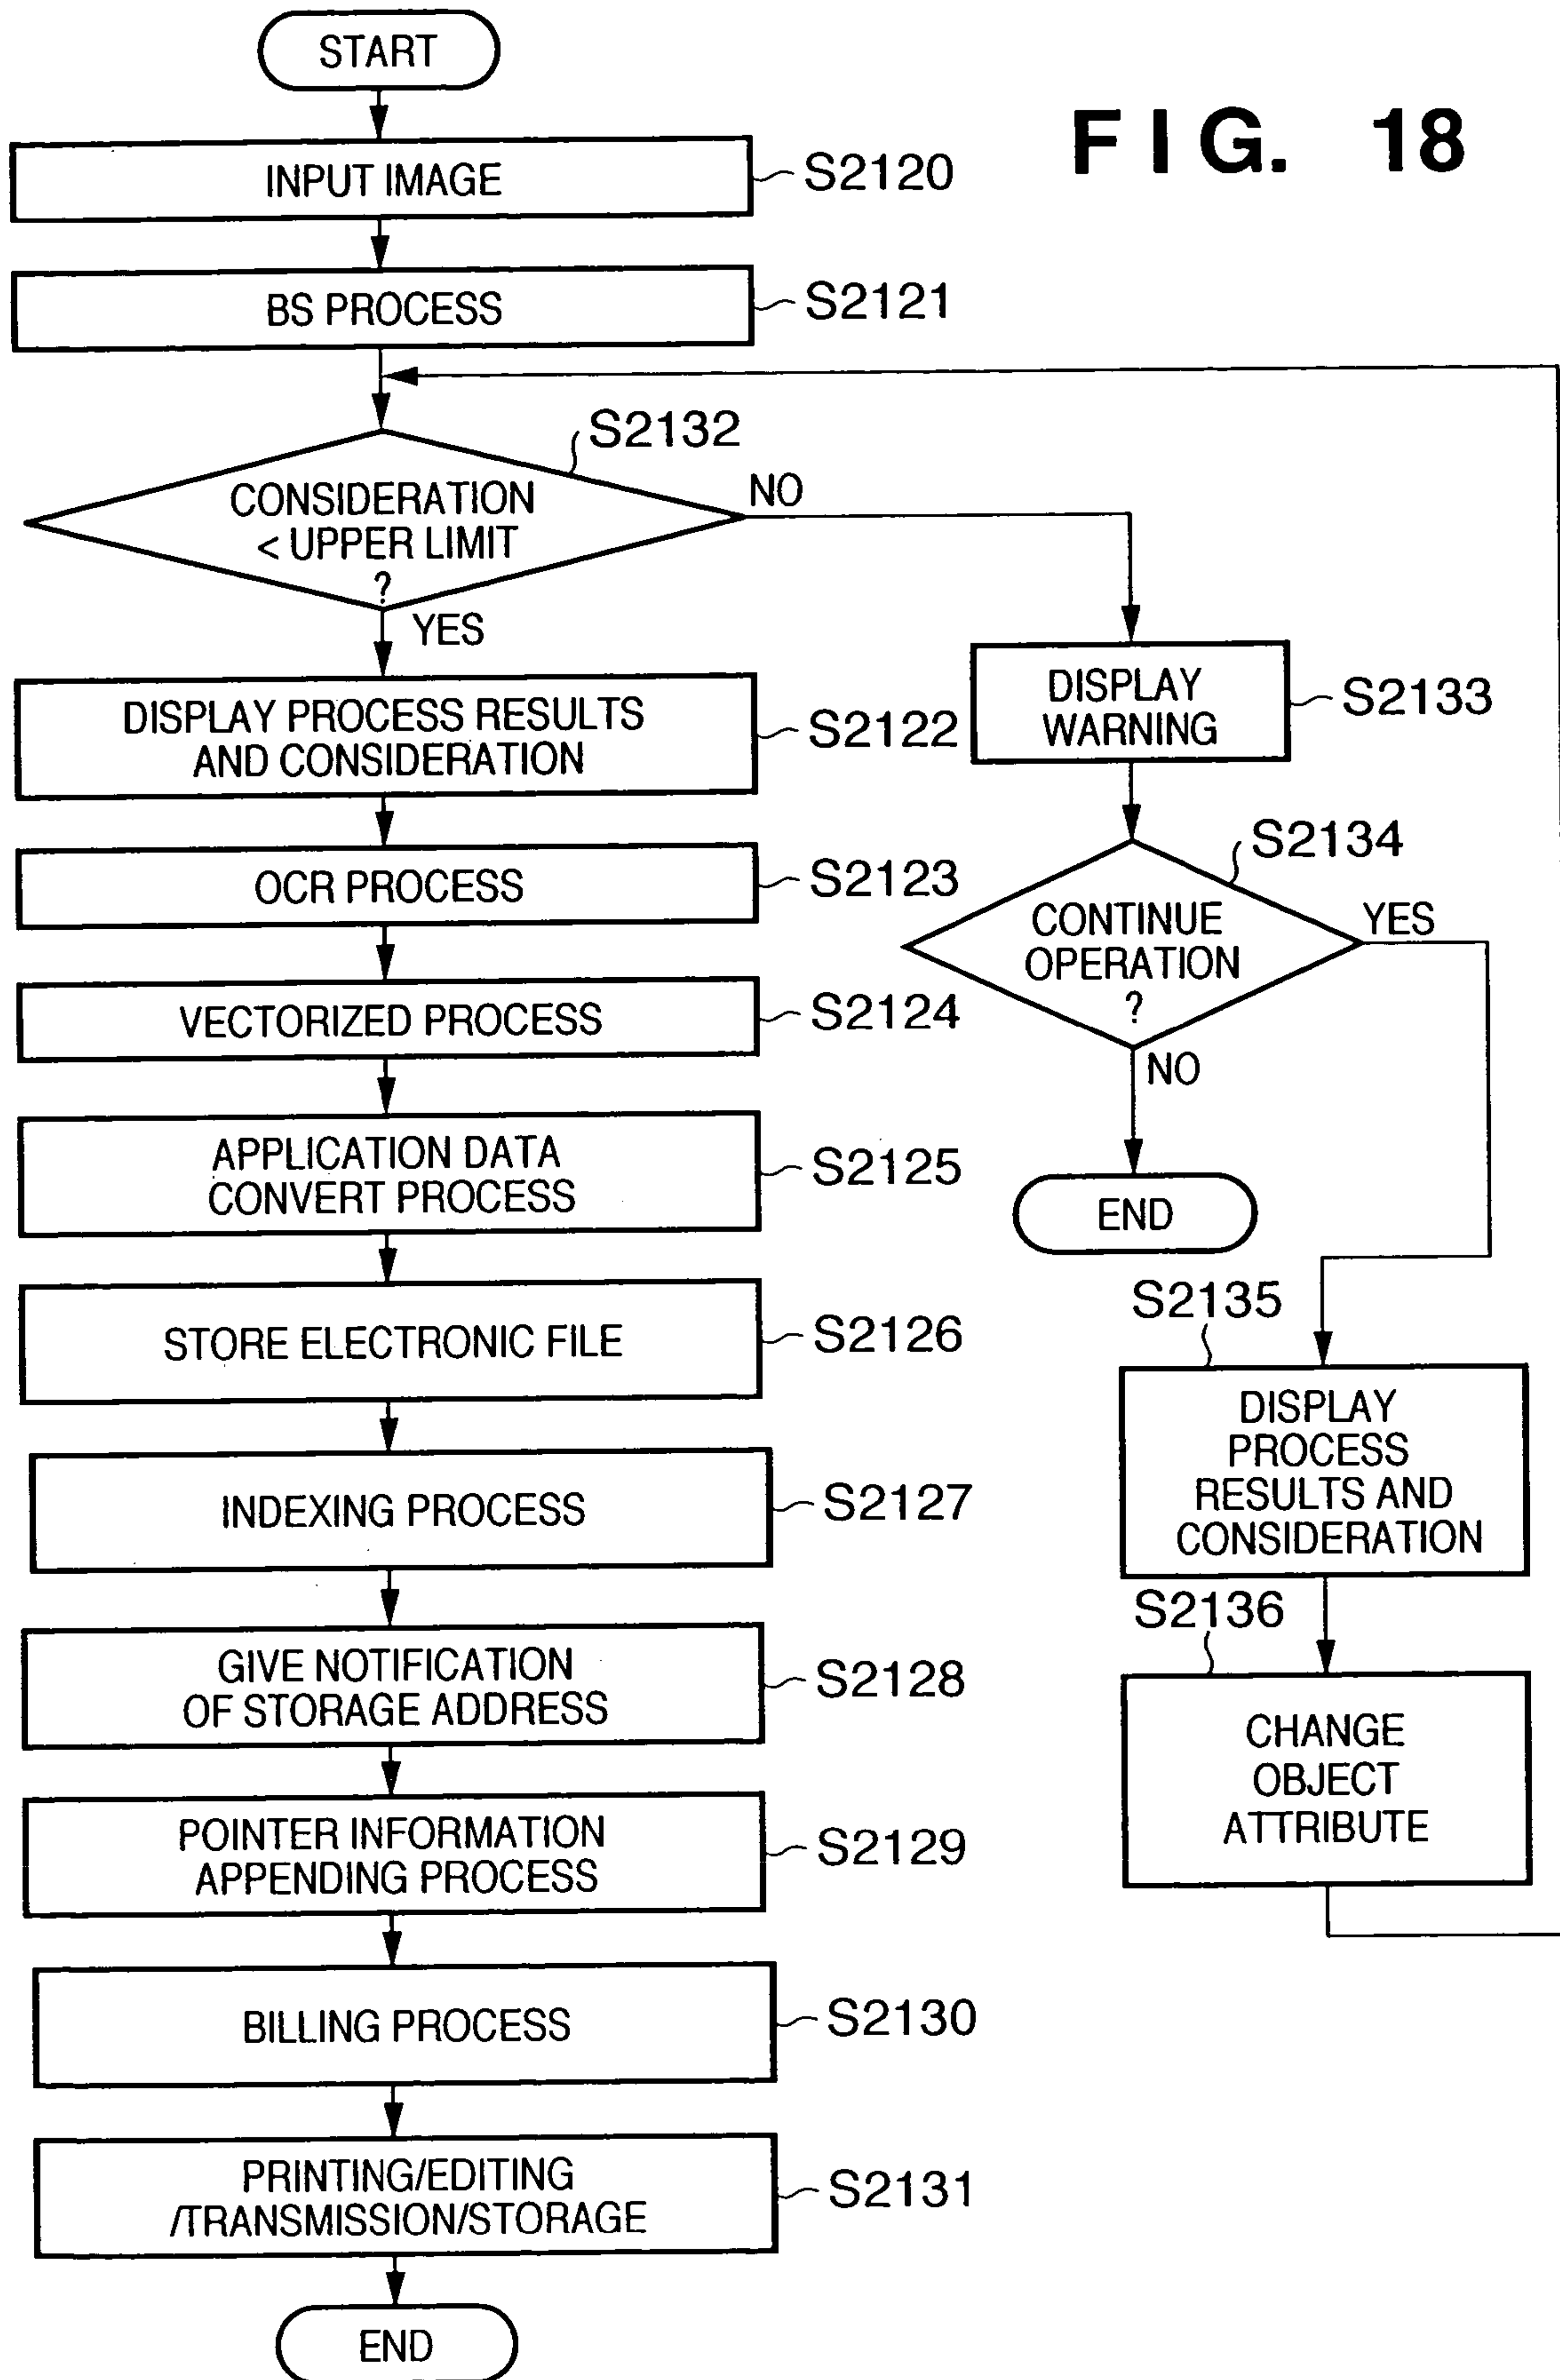 START
FIG. 18
INPUT IMAGE
S2120
BS PROCESS
S2121
S2132
CONSIDERATION
< UPPER LIMIT
?
NO
YES
DISPLAY PROCESS RESULTS
AND CONSIDERATION
S2122
DISPLAY
WARNING
S2133
OCR PROCESS
S2123
S2134
CONTINUE
OPERATION
?
YES
NO
END
VECTORIZED PROCESS
S2124
APPLICATION DATA
CONVERT PROCESS
S2125
STORE ELECTRONIC FILE
S2126
S2135
DISPLAY
PROCESS
RESULTS AND
CONSIDERATION
INDEXING PROCESS
S2127
S2136
CHANGE
OBJECT
ATTRIBUTE
GIVE NOTIFICATION
OF STORAGE ADDRESS
S2128
POINTER INFORMATION
APPENDING PROCESS
S2129
BILLING PROCESS
S2130
PRINTING/EDITING
/TRANSMISSION/STORAGE
S2131
END